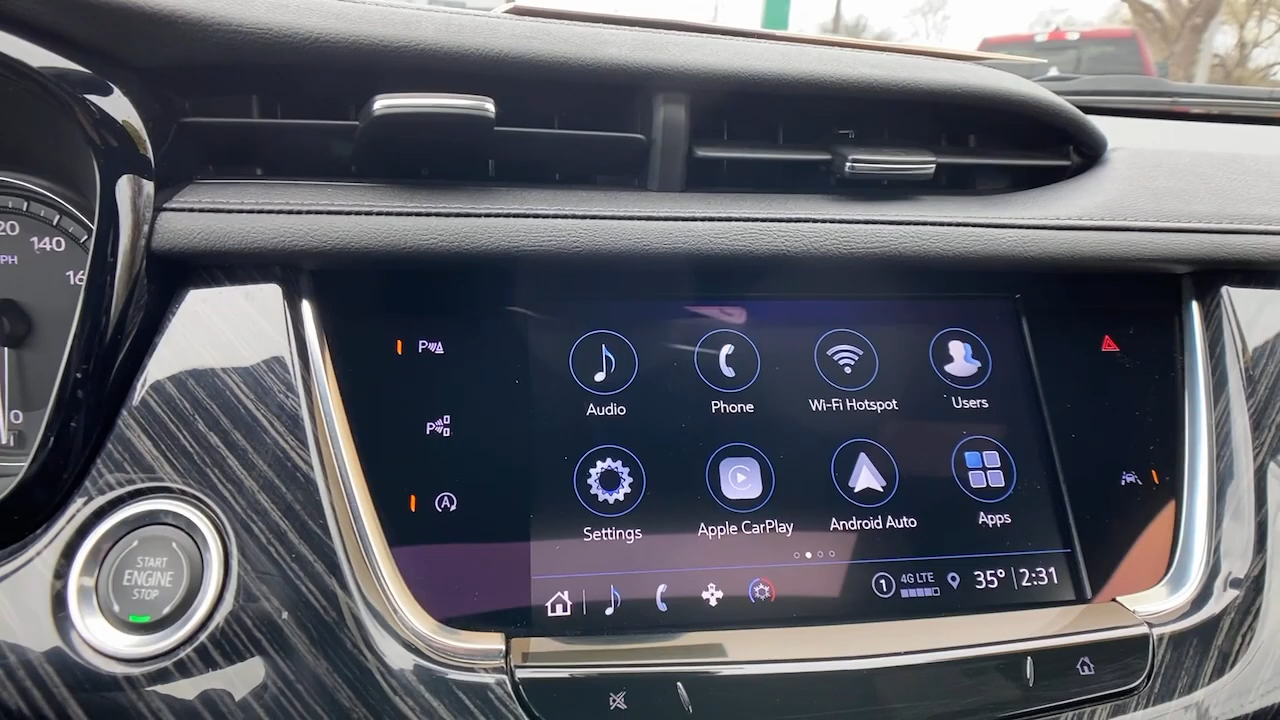 20
140
PH
16
0
START
ENGINE
STOP
P
P
A
Audio
Phone
Wi-Fi Hotspot
Users
Settings
Apple CarPlay
Android Auto
Apps
1
4G LTE
35° 2:31